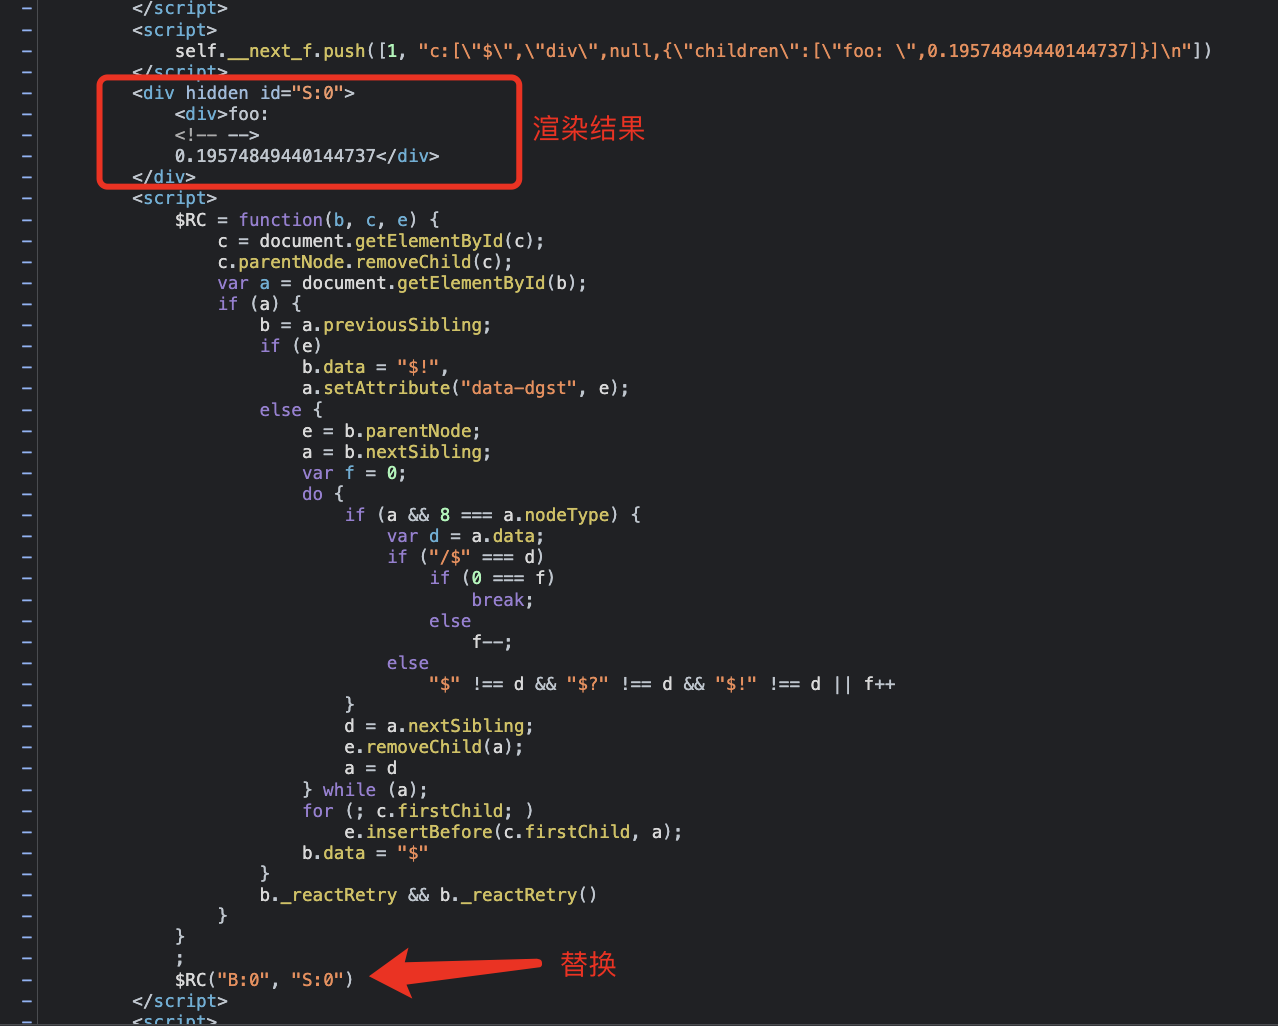 </script>
<script>
self.__next_f.push([1, "c:[\"$\",\"div\",null,{\"children\":[\"foo: \",0.19574849440144737]}]\n"])
</script>
<div hidden id="S:0">
<div>foo:
<!-- -->
0.19574849440144737</div>
</div>
渲染结果
<script>
$RC = function(b, c, e) {
c = document.getElementById(c);
c.parentNode.removeChild(c);
var a = document.getElementById(b);
if (a) {
b = a.previousSibling;
if (e)
b.data = "$!",
a.setAttribute("data-dgst", e);
else {
e = b.parentNode;
a = b.nextSibling;
var f = 0;
do {
if (a && 8 === a.nodeType) {
var d = a.data;
if ("/$" === d)
if (0 === f)
break;
else
f--;
else
"$" !== d && "$?" !== d && "$!" !== d || f++
}
d = a.nextSibling;
e.removeChild(a);
a = d
} while (a);
for (; c.firstChild; )
e.insertBefore(c.firstChild, a);
b.data = "$"
}
b._reactRetry && b._reactRetry()
}
}
;
$RC("B:0", "S:0")
替换
</script>
<script>